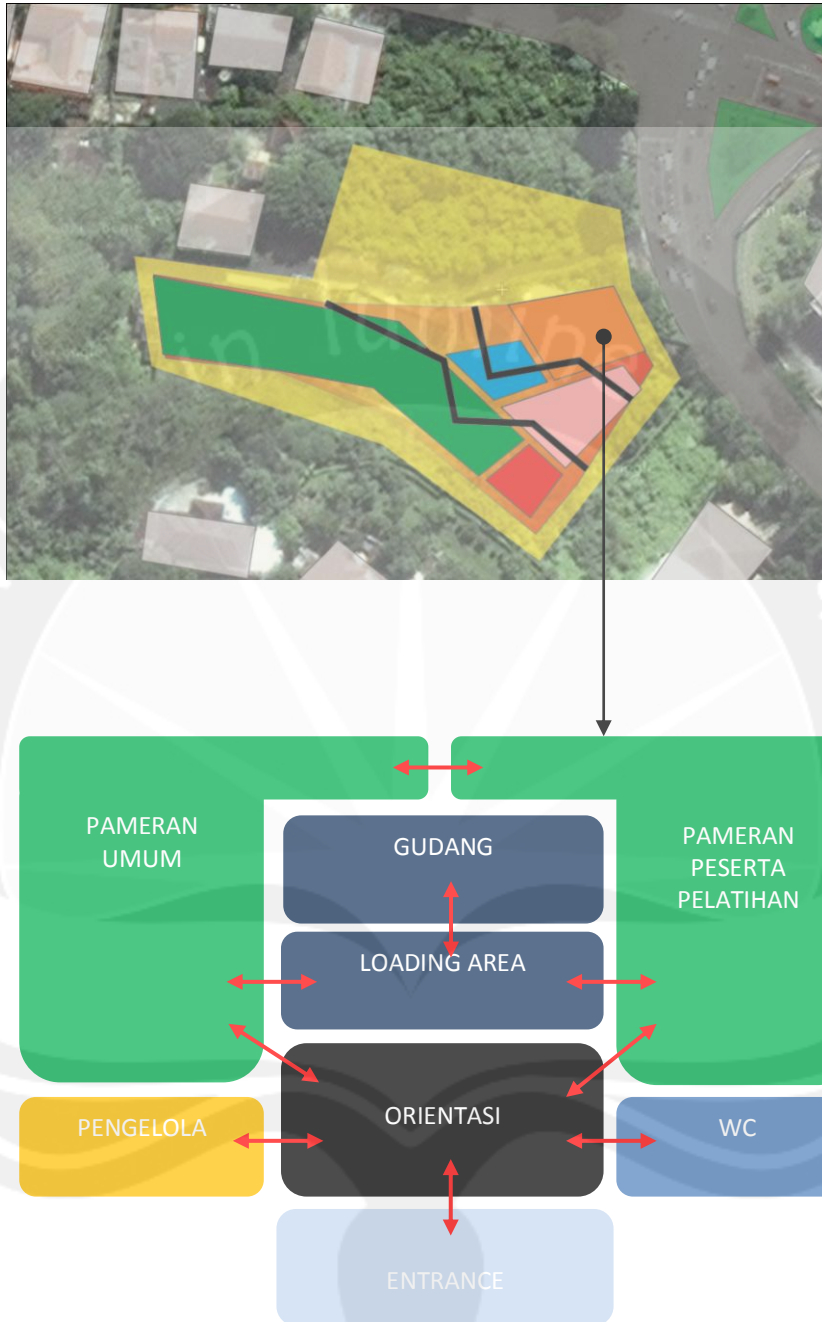 PAMERAN
UMUM
GUDANG
PAMERAN
PESERTA
PELATIHAN
LOADING AREA
ORIENTASI
PENGELOLA
WC
ENTRANCE